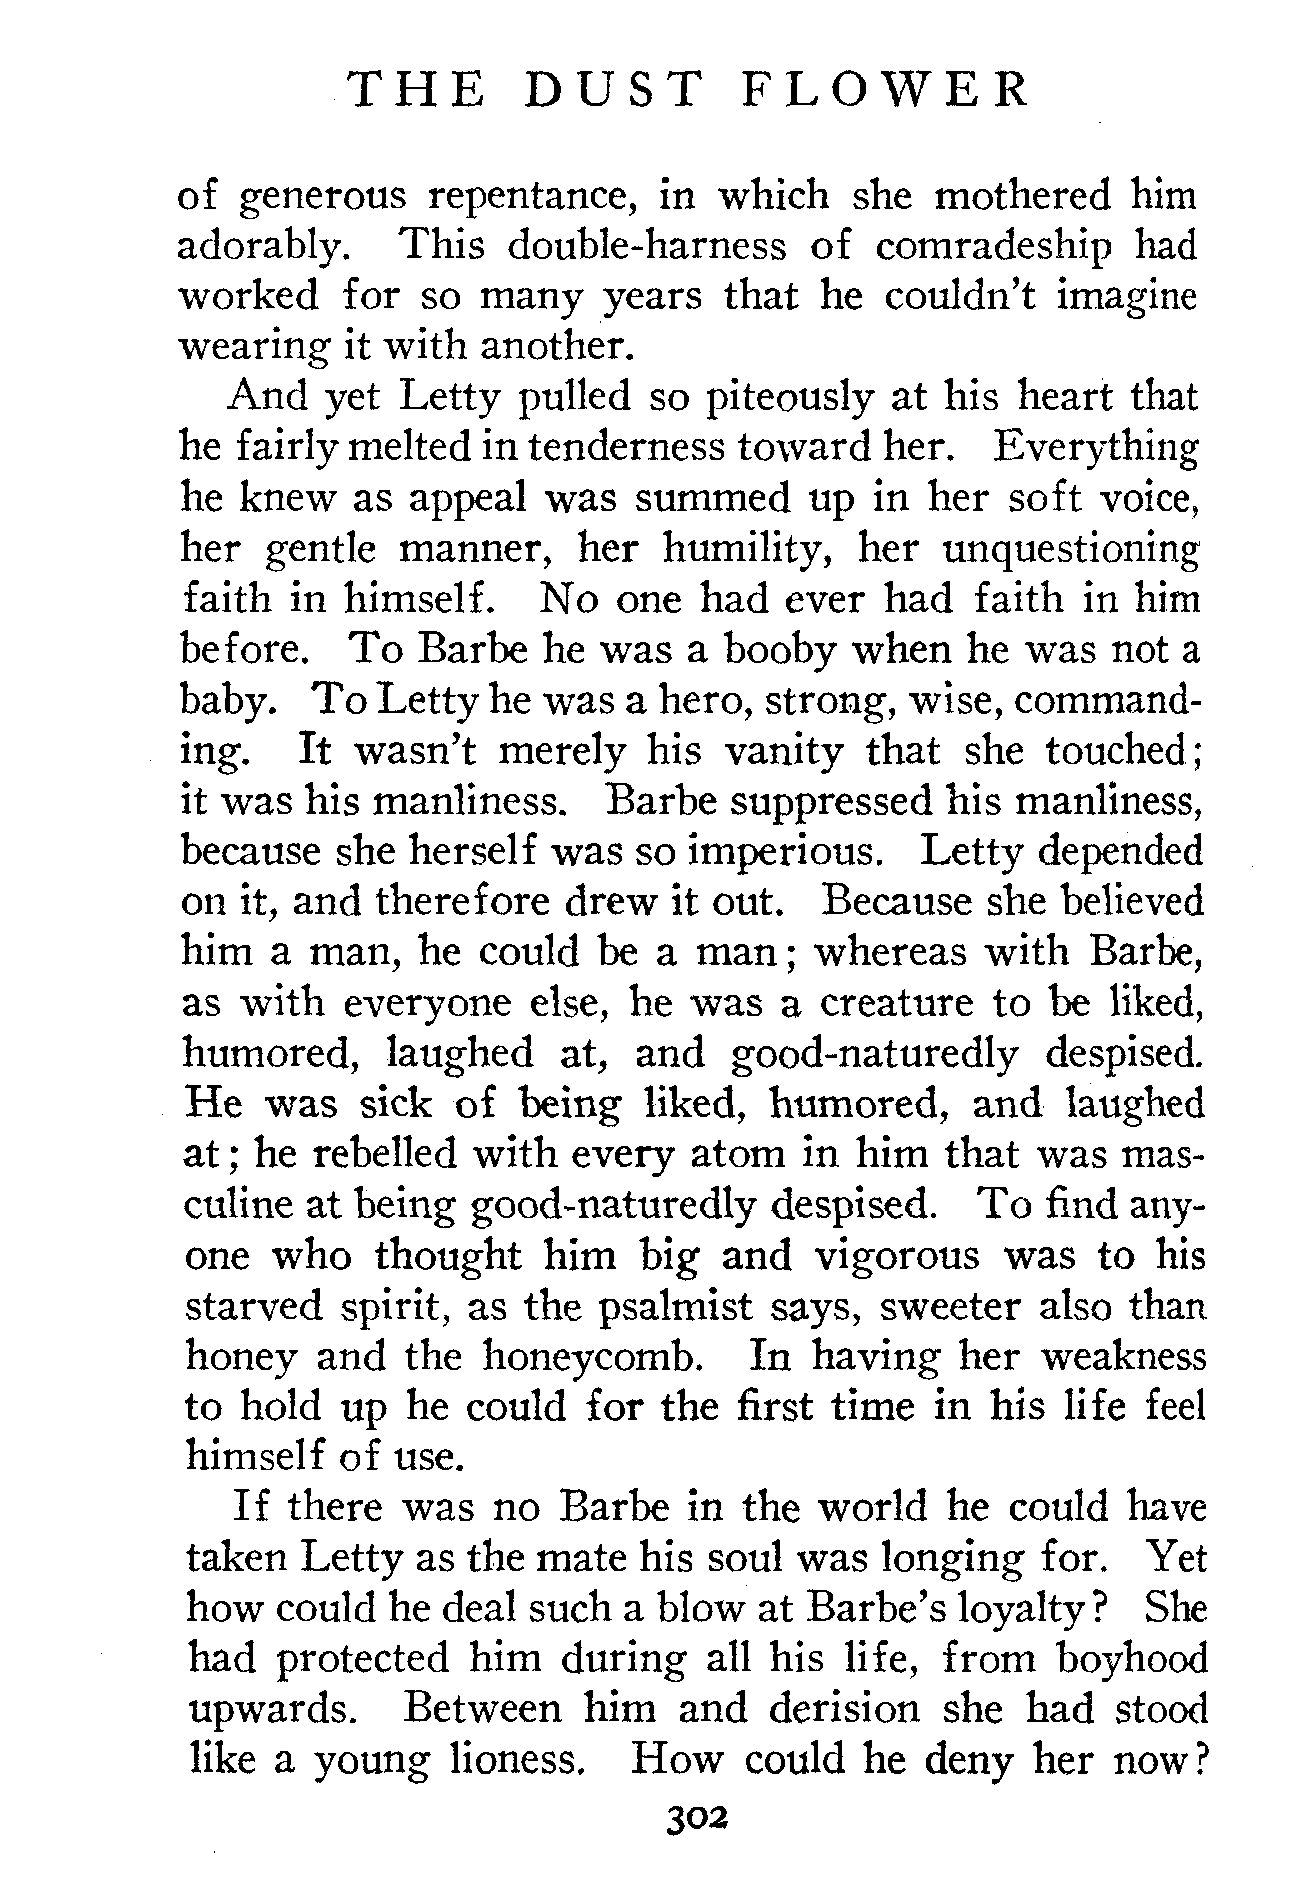 THE DUST FLOWER
of generous repentance, in which she mothered him
adorably. This double-harness of comradeship had
worked for so many years that he couldn't imagine
wearing it with another.
And yet Letty pulled so piteously at his heart that
he fairly melted in tenderness toward her. Everything
he knew as appeal was summed up in her soft voice,
her gentle manner, her humility, her unquestioning
faith in himself. No one had ever had faith in him
before. To Barbe he was a booby when he was not a
baby. To Letty he was a hero, strong, wise, command-
ing. It wasn't merely his vanity that she touched;
it was his manliness. Barbe suppressed his manliness,
because she herself was so imperious. Letty depended
on it, and therefore drew it out. Because she believed
him a man, he could be a man; whereas with Barbe,
as with everyone else, he was a creature to be liked,
humored, laughed at, and good-naturedly despised.
He was sick of being liked, humored, and laughed
at; he rebelled with every atom in him that was mas-
culine at being good-naturedly despised. To find any-
one who thought him big and vigorous was to his
starved spirit, as the psalmist says, sweeter also than
honey and the honeycomb. In having her weakness
to hold up he could for the first time in his life feel
himself of use.
If there was no Barbe in the world he could have
taken Letty as the mate his soul was longing for. Yet
how could he deal such a blow at Barbe's loyalty? She
had protected him during all his life, from boyhood
upwards. Between him and derision she had stood
like a young lioness. How could he deny her now?
302